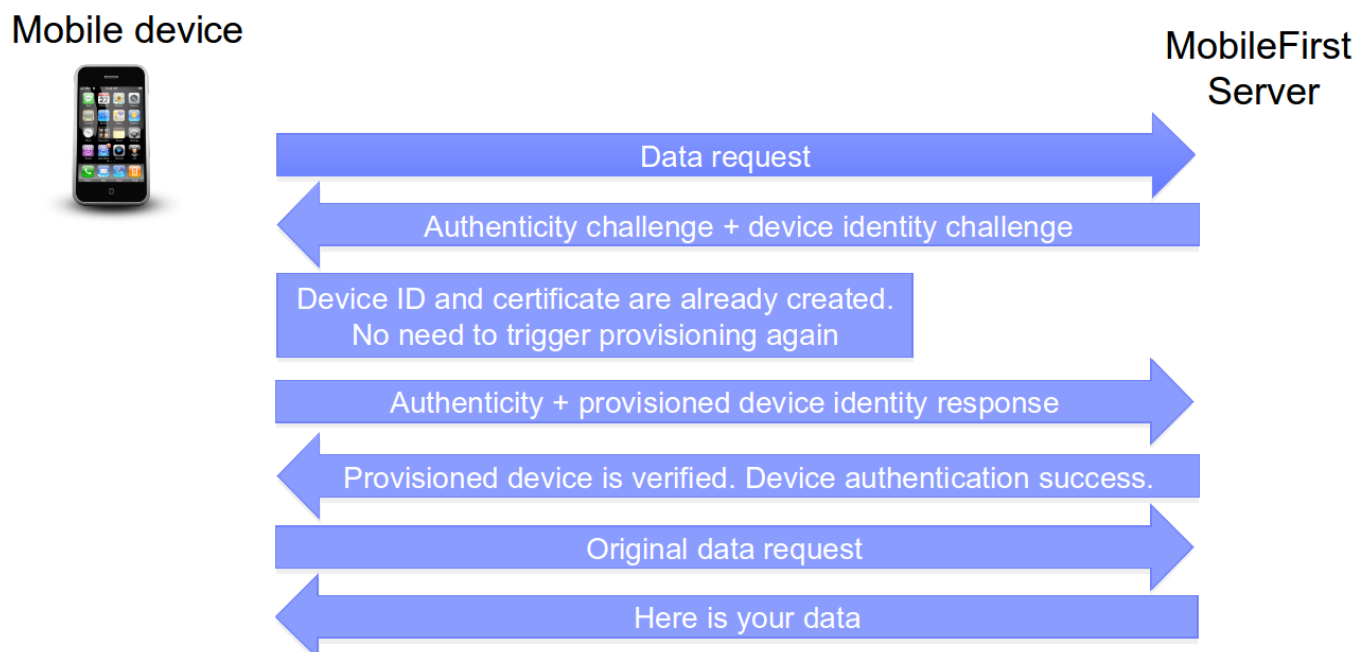 Mobile device
MobileFirst
Server
Data request
Authenticity challenge + device identity challenge
Device ID and certificate are already created.
No need to trigger provisioning again
Authenticity + provisioned device identity response
Provisioned device is verified. Device authentication success.
Original data request
Here is your data